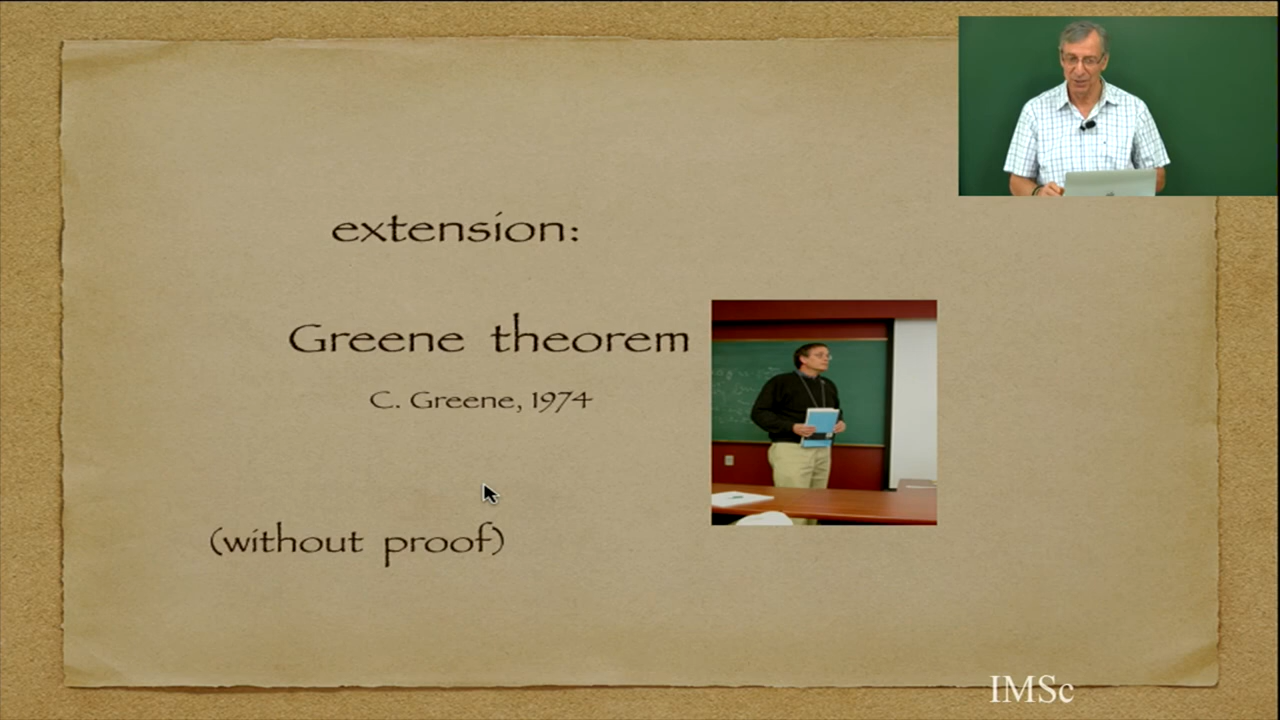 extension:
Greene theorem
C. Greene, 1974
(without proof)
IMSc